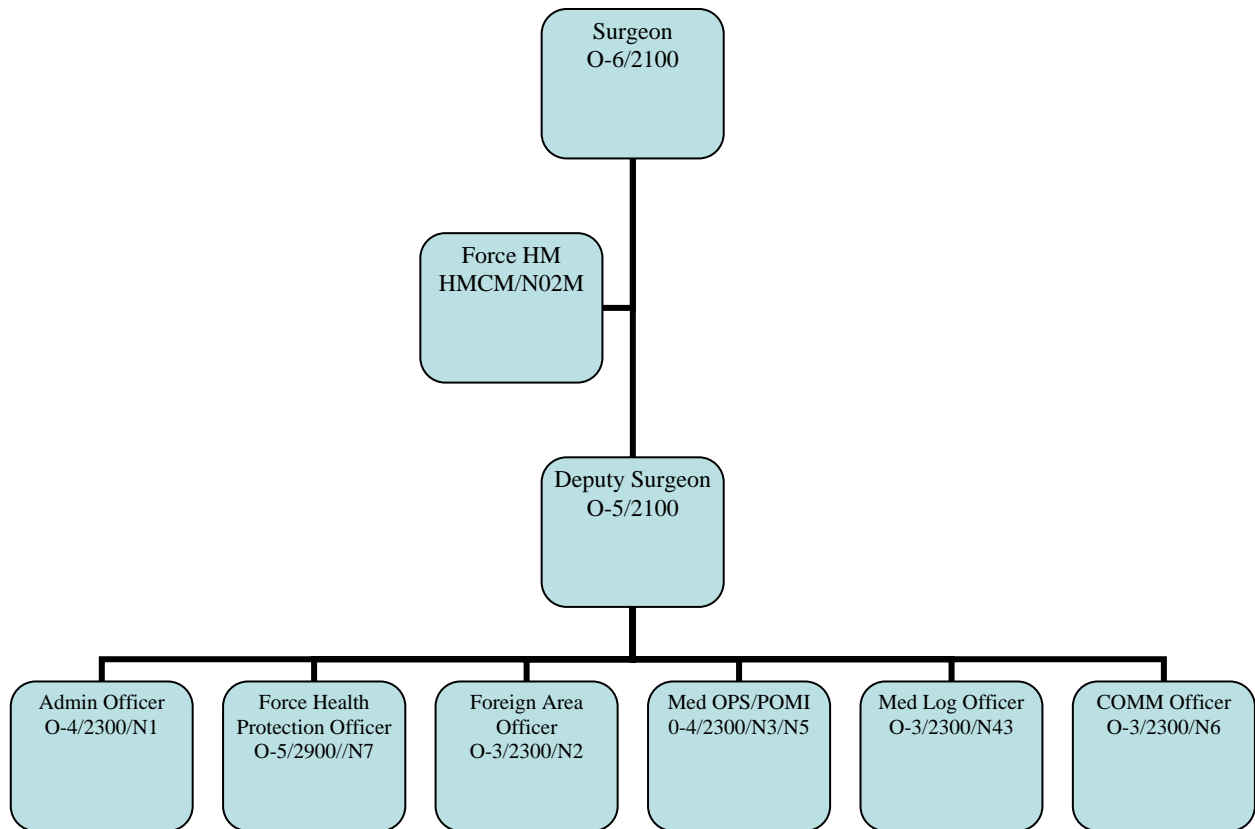 Surgeon
O-6/2100
Force HM
HMCM/N02M
Deputy Surgeon
O-5/2100
Admin Officer
O-4/2300/N1
Force Health
Protection Officer
O-5/2900//N7
Foreign Area
Officer
O-3/2300/N2
Med OPS/POMI
0-4/2300/N3/N5
Med Log Officer
O-3/2300/N43
COMM Officer
O-3/2300/N6